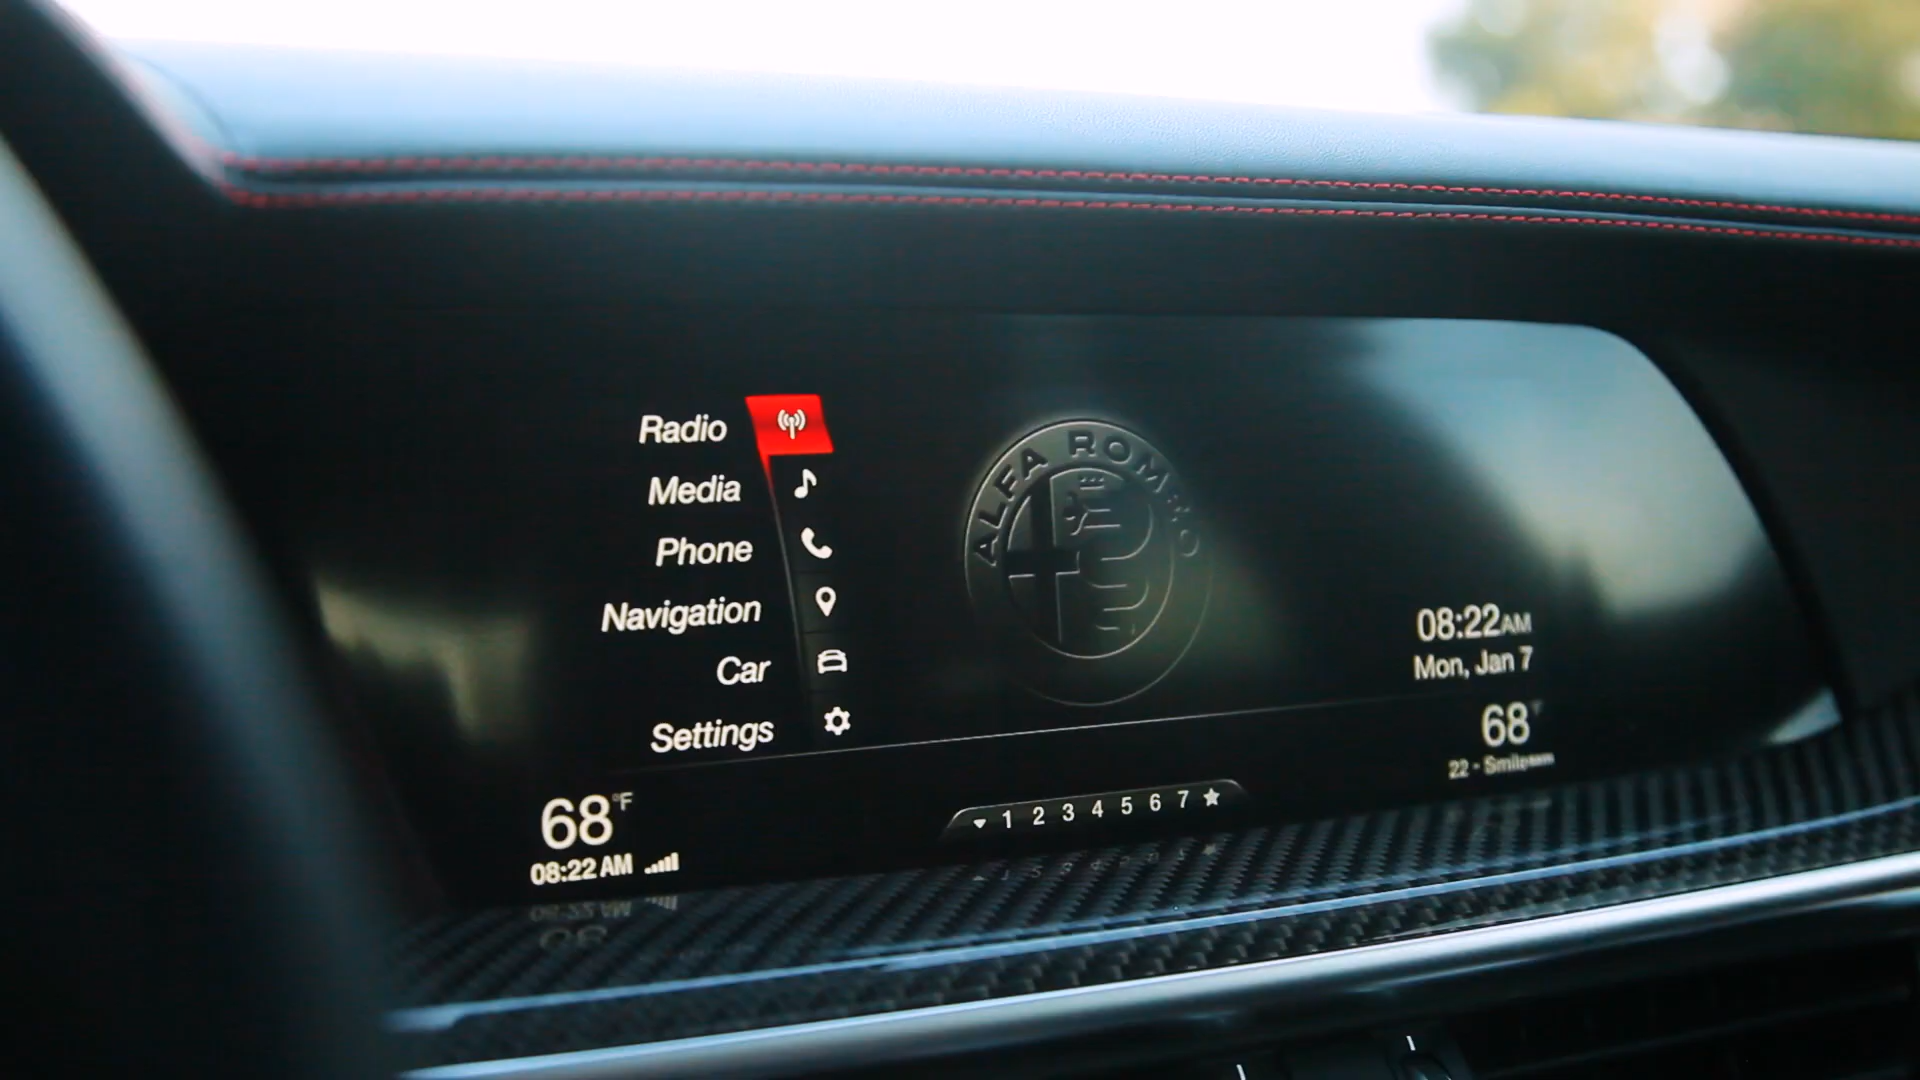 Radio
Media
Phone
Navigation
Car
Settings
ALFA ROMEO
08:22AM
Mon, Jan 7
68
22 -
68°F
08:22 AM
1 2 3 4 5 6 7